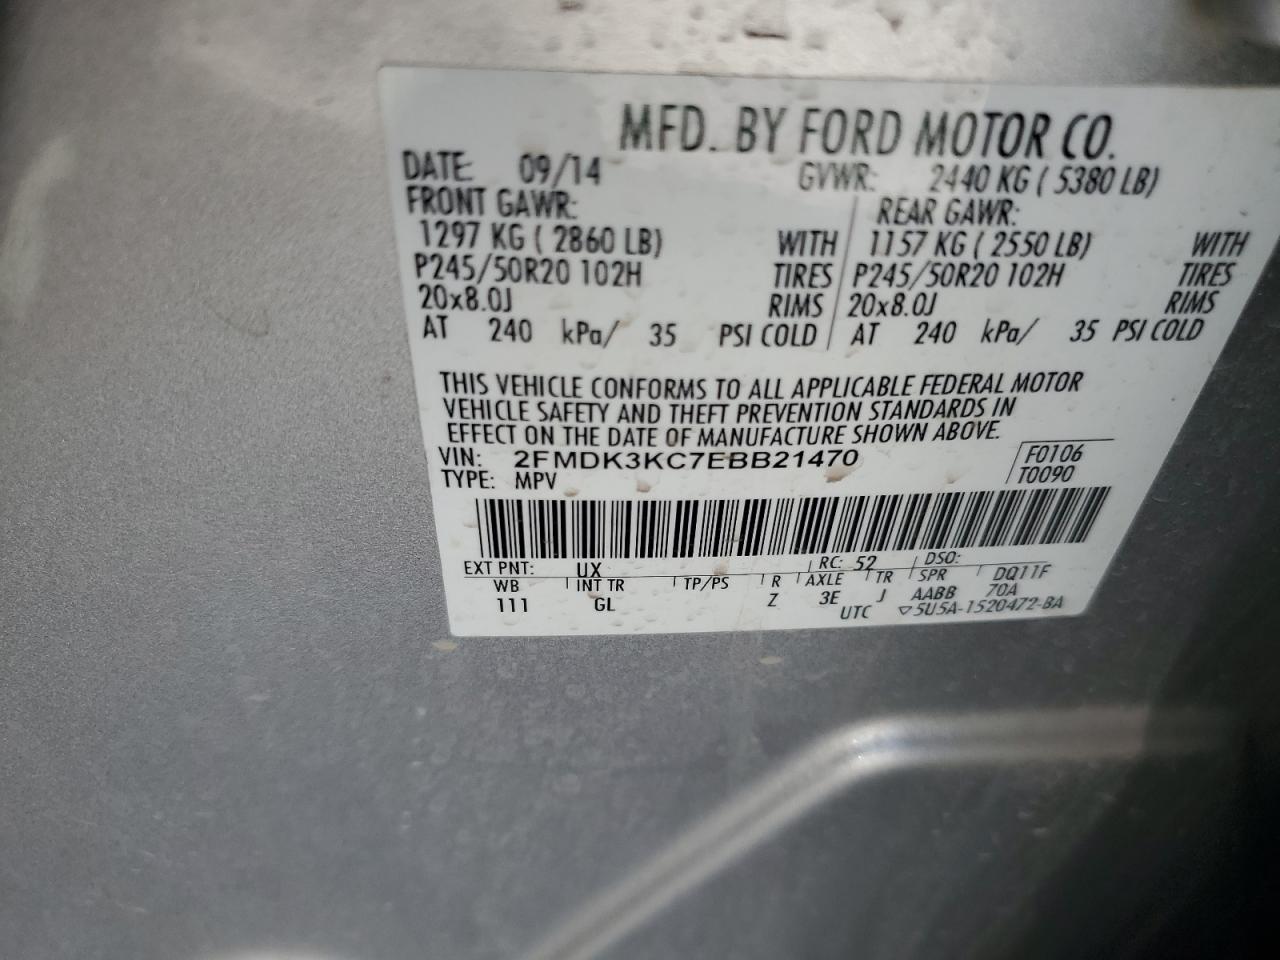 MFD. BY FORD MOTOR CO.
DATE: 09/14 GVWR: 2440 KG ( 5380 LB)
FRONT GAWR: REAR GAWR:
1297 KG ( 2860 LB) WITH 1157 KG ( 2550 LB) WITH
P245/50R20 102H TIRES P245/50R20 102H TIRES
20x8.0J RIMS 20x8.0J RIMS
AT 240 kPa/ 35 PSI COLD AT 240 kPa/ 35 PSI COLD
THIS VEHICLE CONFORMS TO ALL APPLICABLE FEDERAL MOTOR
VEHICLE SAFETY AND THEFT PREVENTION STANDARDS IN
EFFECT ON THE DATE OF MANUFACTURE SHOWN ABOVE.
VIN: 2FMDK3KC7EBB21470 F0106
TYPE: MPV T0090
EXT PNT: UX RC: 52 DSO:
WB INT TR TP/PS R AXLE TR SPR DQ11F
111 GL Z 3E J AABB 70A
UTC ▽5U5A-1520472-BA